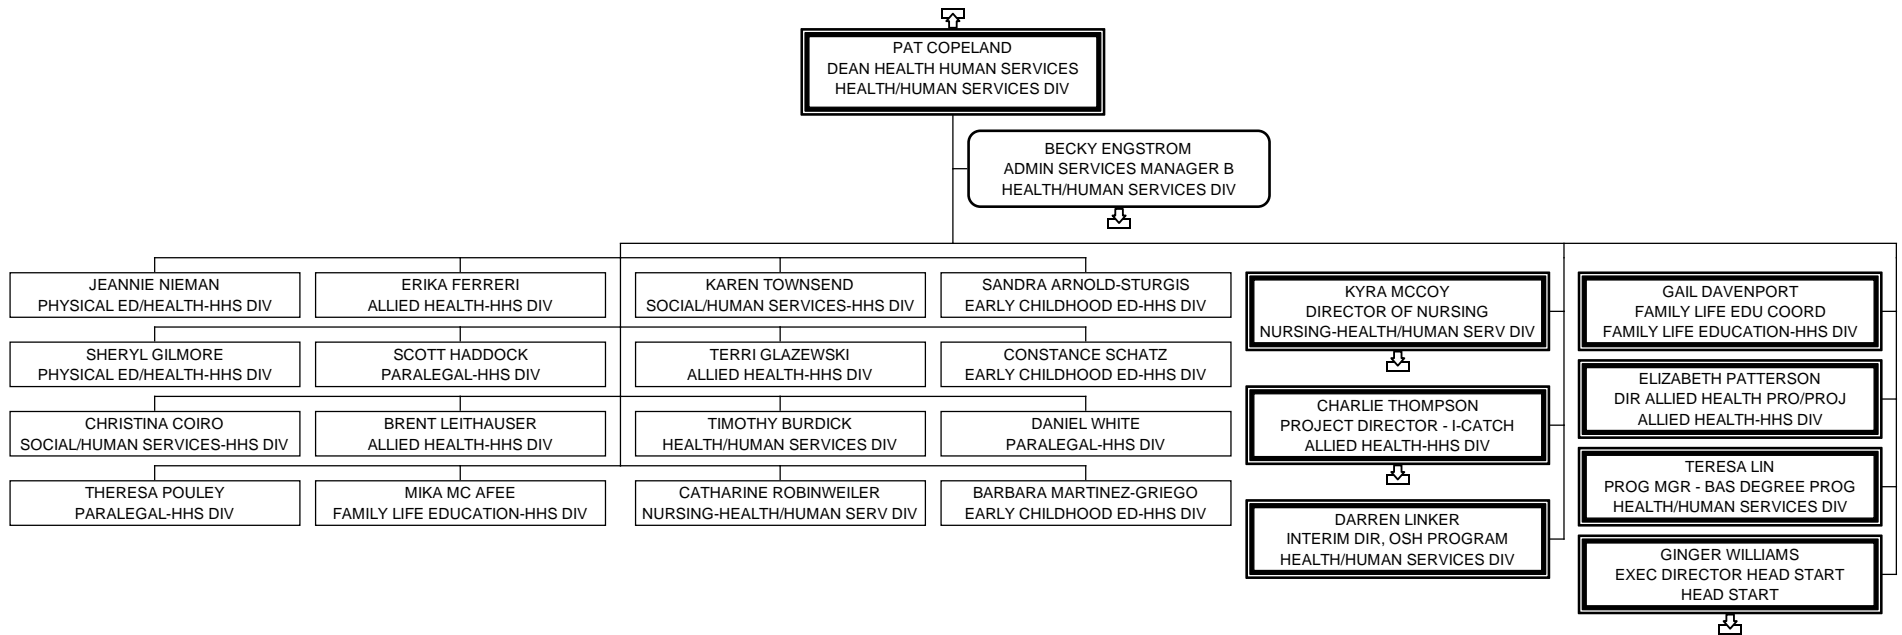 PAT COPELAND
DEAN HEALTH HUMAN SERVICES
HEALTH/HUMAN SERVICES DIV
BECKY ENGSTROM
ADMIN SERVICES MANAGER B
HEALTH/HUMAN SERVICES DIV
JEANNIE NIEMAN
PHYSICAL ED/HEALTH-HHS DIV
ERIKA FERRERI
ALLIED HEALTH-HHS DIV
KAREN TOWNSEND
SOCIAL/HUMAN SERVICES-HHS DIV
SANDRA ARNOLD-STURGIS
EARLY CHILDHOOD ED-HHS DIV
SHERYL GILMORE
PHYSICAL ED/HEALTH-HHS DIV
SCOTT HADDOCK
PARALEGAL-HHS DIV
TERRI GLAZEWSKI
ALLIED HEALTH-HHS DIV
CONSTANCE SCHATZ
EARLY CHILDHOOD ED-HHS DIV
CHRISTINA COIRO
SOCIAL/HUMAN SERVICES-HHS DIV
BRENT LEITHAUSER
ALLIED HEALTH-HHS DIV
TIMOTHY BURDICK
HEALTH/HUMAN SERVICES DIV
DANIEL WHITE
PARALEGAL-HHS DIV
THERESA POULEY
PARALEGAL-HHS DIV
MIKA MC AFEE
FAMILY LIFE EDUCATION-HHS DIV
CATHARINE ROBINWEILER
NURSING-HEALTH/HUMAN SERV DIV
BARBARA MARTINEZ-GRIEGO
EARLY CHILDHOOD ED-HHS DIV
KYRA MCCOY
DIRECTOR OF NURSING
NURSING-HEALTH/HUMAN SERV DIV
CHARLIE THOMPSON
PROJECT DIRECTOR - I-CATCH
ALLIED HEALTH-HHS DIV
DARREN LINKER
INTERIM DIR, OSH PROGRAM
HEALTH/HUMAN SERVICES DIV
GAIL DAVENPORT
FAMILY LIFE EDU COORD
FAMILY LIFE EDUCATION-HHS DIV
ELIZABETH PATTERSON
DIR ALLIED HEALTH PRO/PROJ
ALLIED HEALTH-HHS DIV
TERESA LIN
PROG MGR - BAS DEGREE PROG
HEALTH/HUMAN SERVICES DIV
GINGER WILLIAMS
EXEC DIRECTOR HEAD START
HEAD START